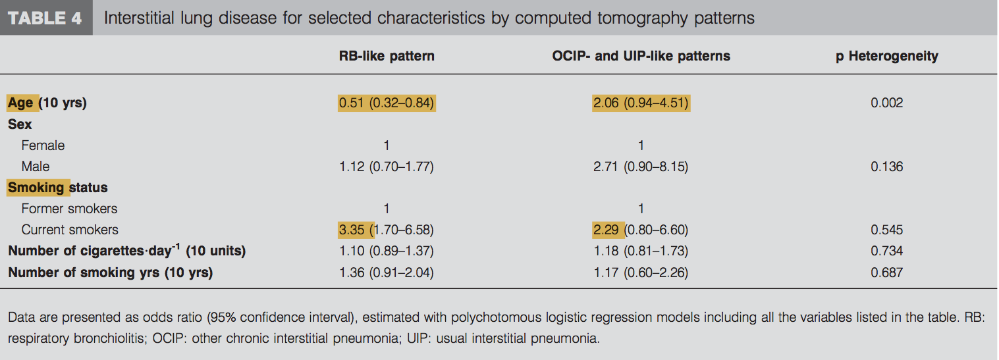 TABLE 4 Interstitial lung disease for selected characteristics by computed tomography patterns
RB-like pattern OCIP- and UIP-like patterns p Heterogeneity
Age (10 yrs) 0.51 (0.32–0.84) 2.06 (0.94–4.51) 0.002
Sex
Female 1 1
Male 1.12 (0.70–1.77) 2.71 (0.90–8.15) 0.136
Smoking status
Former smokers 1 1
Current smokers 3.35 (1.70–6.58) 2.29 (0.80–6.60) 0.545
Number of cigarettes·day-1 (10 units) 1.10 (0.89–1.37) 1.18 (0.81–1.73) 0.734
Number of smoking yrs (10 yrs) 1.36 (0.91–2.04) 1.17 (0.60–2.26) 0.687
Data are presented as odds ratio (95% confidence interval), estimated with polychotomous logistic regression models including all the variables listed in the table. RB:
respiratory bronchiolitis; OCIP: other chronic interstitial pneumonia; UIP: usual interstitial pneumonia.